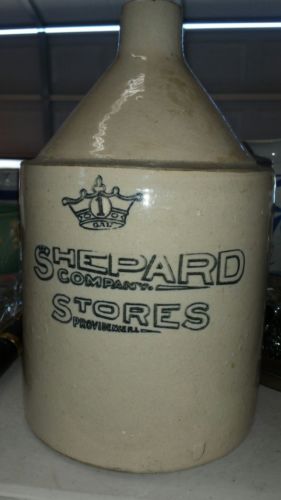 1
GAL
SHEPARD
COMPANY.
STORES
PROVIDENCE R.I.